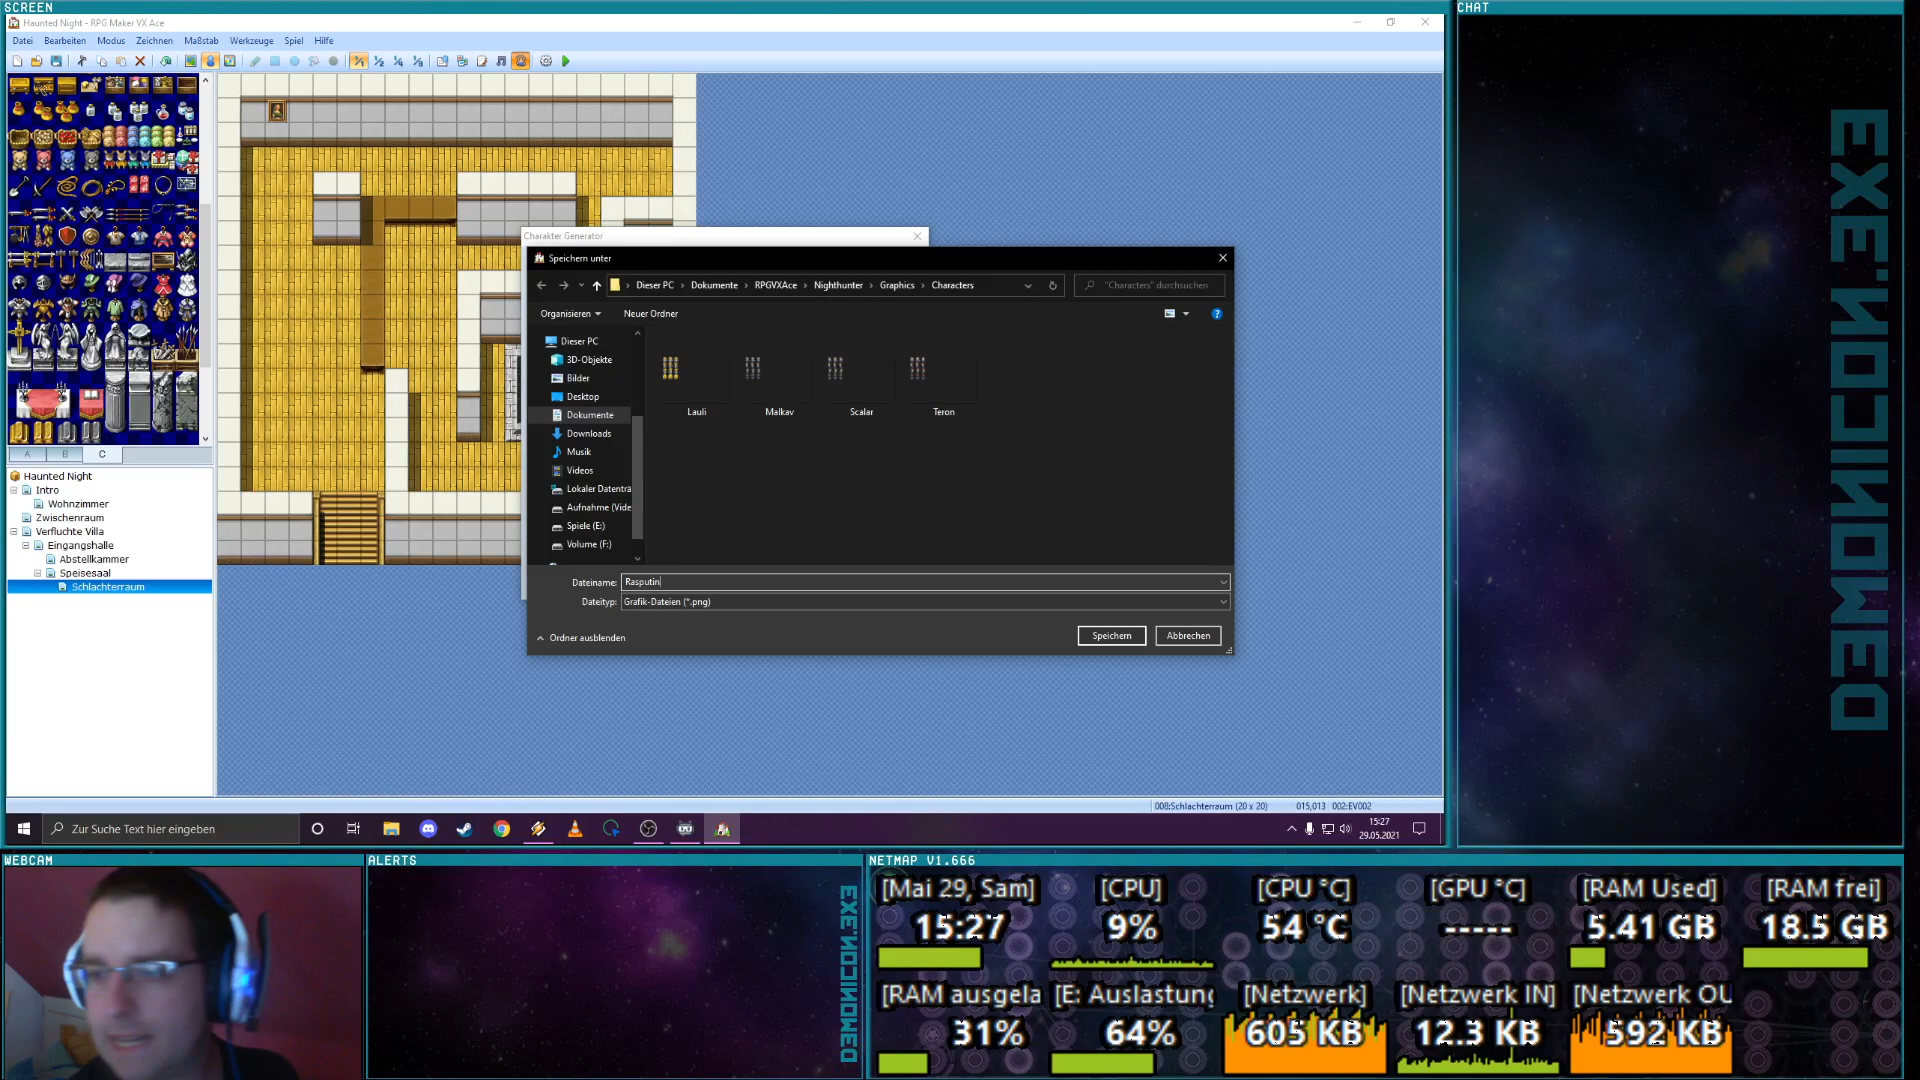 SCREEN
CHAT
Haunted Night - RPG Maker VX Ace
Datei Bearbeiten Modus Zeichnen Maßstab Werkzeuge Spiel Hilfe
Charakter Generator
Speichern unter
Dieser PC > Dokumente > RPGVXAce > Nighthunter > Graphics > Characters
"Characters" durchsuchen
Organisieren
Neuer Ordner
Dieser PC
3D-Objekte
Bilder
Desktop
Dokumente
Downloads
Musik
Videos
Lokaler Datenträ
Aufnahme (Vide
Spiele (E:)
Volume (F:)
Lauli
Malkav
Scalar
Teron
Dateiname: Rasputin
Dateityp: Grafik-Dateien (*.png)
Ordner ausblenden
Speichern
Abbrechen
A B C
Haunted Night
Intro
Wohnzimmer
Zwischenraum
Verfluchte Villa
Eingangshalle
Abstellkammer
Speisesaal
Schlachterraum
008:Schlachterraum (20 x 20) 015,013 002:EV002
Zur Suche Text hier eingeben
15:27
29.05.2021
EXE.'NOCINOMEO
WEBCAM
ALERTS
EXE.'NOCINOMEO
NETMAP V1.666
[Mai 29, Sam] [CPU] [CPU °C] [GPU °C] [RAM Used] [RAM frei]
15:27 9% 54 °C ----- 5.41 GB 18.5 GB
[RAM ausgela [E: Auslastung [Netzwerk] [Netzwerk IN] [Netzwerk OU
31% 64% 605 KB 12.3 KB 592 KB